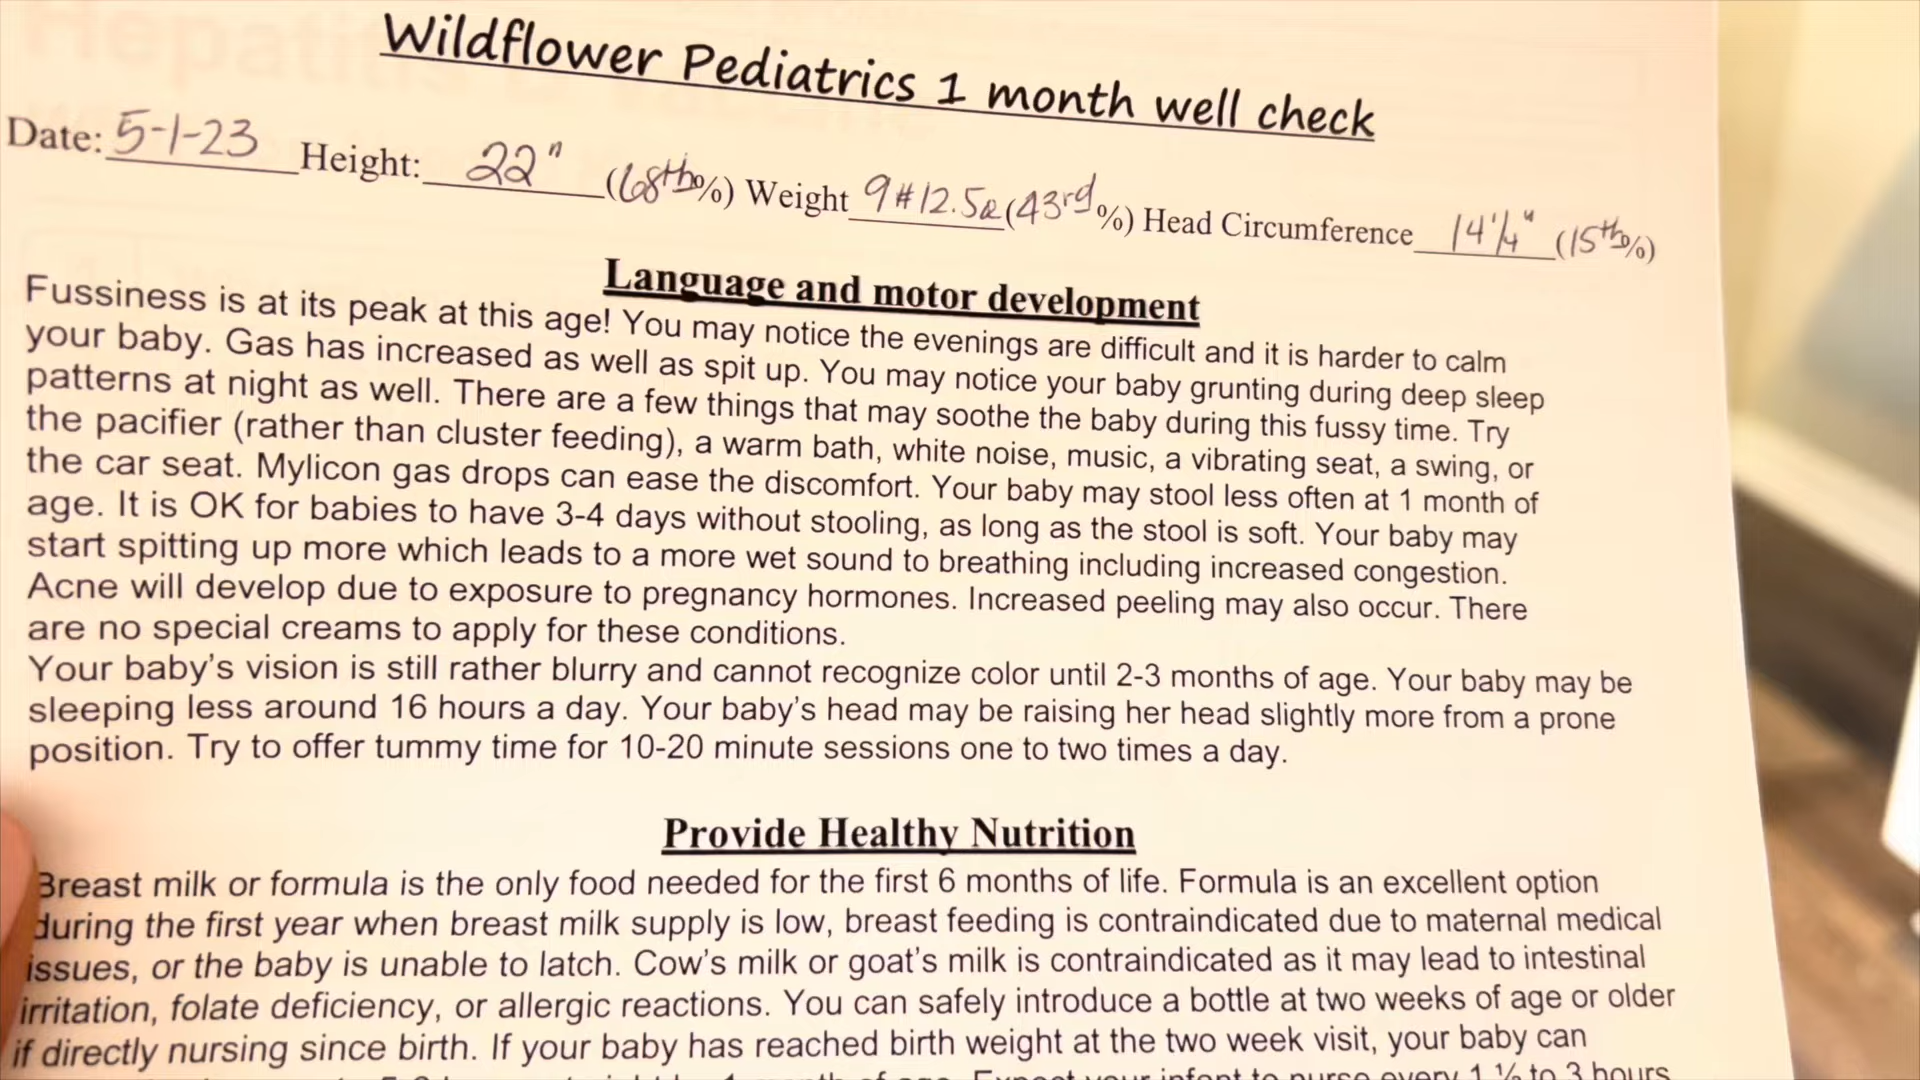 Wildflower Pediatrics 1 month well check
Date: 5-1-23 Height: 22" (68th%) Weight 9#12.5oz (43rd%) Head Circumference 14 1/4" (15th%)
Language and motor development
Fussiness is at its peak at this age! You may notice the evenings are difficult and it is harder to calm
your baby. Gas has increased as well as spit up. You may notice your baby grunting during deep sleep
patterns at night as well. There are a few things that may soothe the baby during this fussy time. Try
the pacifier (rather than cluster feeding), a warm bath, white noise, music, a vibrating seat, a swing, or
the car seat. Mylicon gas drops can ease the discomfort. Your baby may stool less often at 1 month of
age. It is OK for babies to have 3-4 days without stooling, as long as the stool is soft. Your baby may
start spitting up more which leads to a more wet sound to breathing including increased congestion.
Acne will develop due to exposure to pregnancy hormones. Increased peeling may also occur. There
are no special creams to apply for these conditions.
Your baby's vision is still rather blurry and cannot recognize color until 2-3 months of age. Your baby may be
sleeping less around 16 hours a day. Your baby's head may be raising her head slightly more from a prone
position. Try to offer tummy time for 10-20 minute sessions one to two times a day.
Provide Healthy Nutrition
Breast milk or formula is the only food needed for the first 6 months of life. Formula is an excellent option
during the first year when breast milk supply is low, breast feeding is contraindicated due to maternal medical
issues, or the baby is unable to latch. Cow's milk or goat's milk is contraindicated as it may lead to intestinal
irritation, folate deficiency, or allergic reactions. You can safely introduce a bottle at two weeks of age or older
if directly nursing since birth. If your baby has reached birth weight at the two week visit, your baby can
month of age. Expect your infant to nurse every 1 ½ to 3 hours